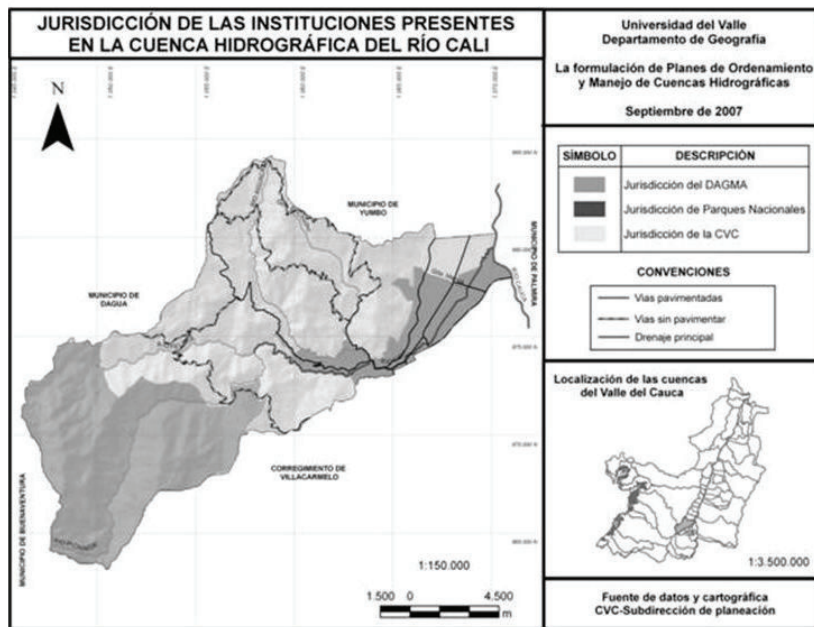 JURISDICCIÓN DE LAS INSTITUCIONES PRESENTES
EN LA CUENCA HIDROGRÁFICA DEL RÍO CALI
N
MUNICIPIO DE
YUMBO
MUNICIPIO DE PALMIRA
MUNICIPIO DE
DAGUA
CORREGIMIENTO DE
VILLACARMELO
MUNICIPIO DE BUENAVENTURA
1:150.000
1.500 0 4.500
m
Universidad del Valle
Departamento de Geografia
La formulación de Planes de Ordenamiento
y Manejo de Cuencas Hidrográficas
Septiembre de 2007
SÍMBOLO DESCRIPCIÓN
Jurisdicción del DAGMA
Jurisdicción de Parques Nacionales
Jurisdicción de la CVC
CONVENCIONES
Vias pavimentadas
Vias sin pavimentar
Drenaje principal
Localización de las cuencas
del Valle del Cauca
1:3.500.000
Fuente de datos y cartográfica
CVC-Subdirección de planeación